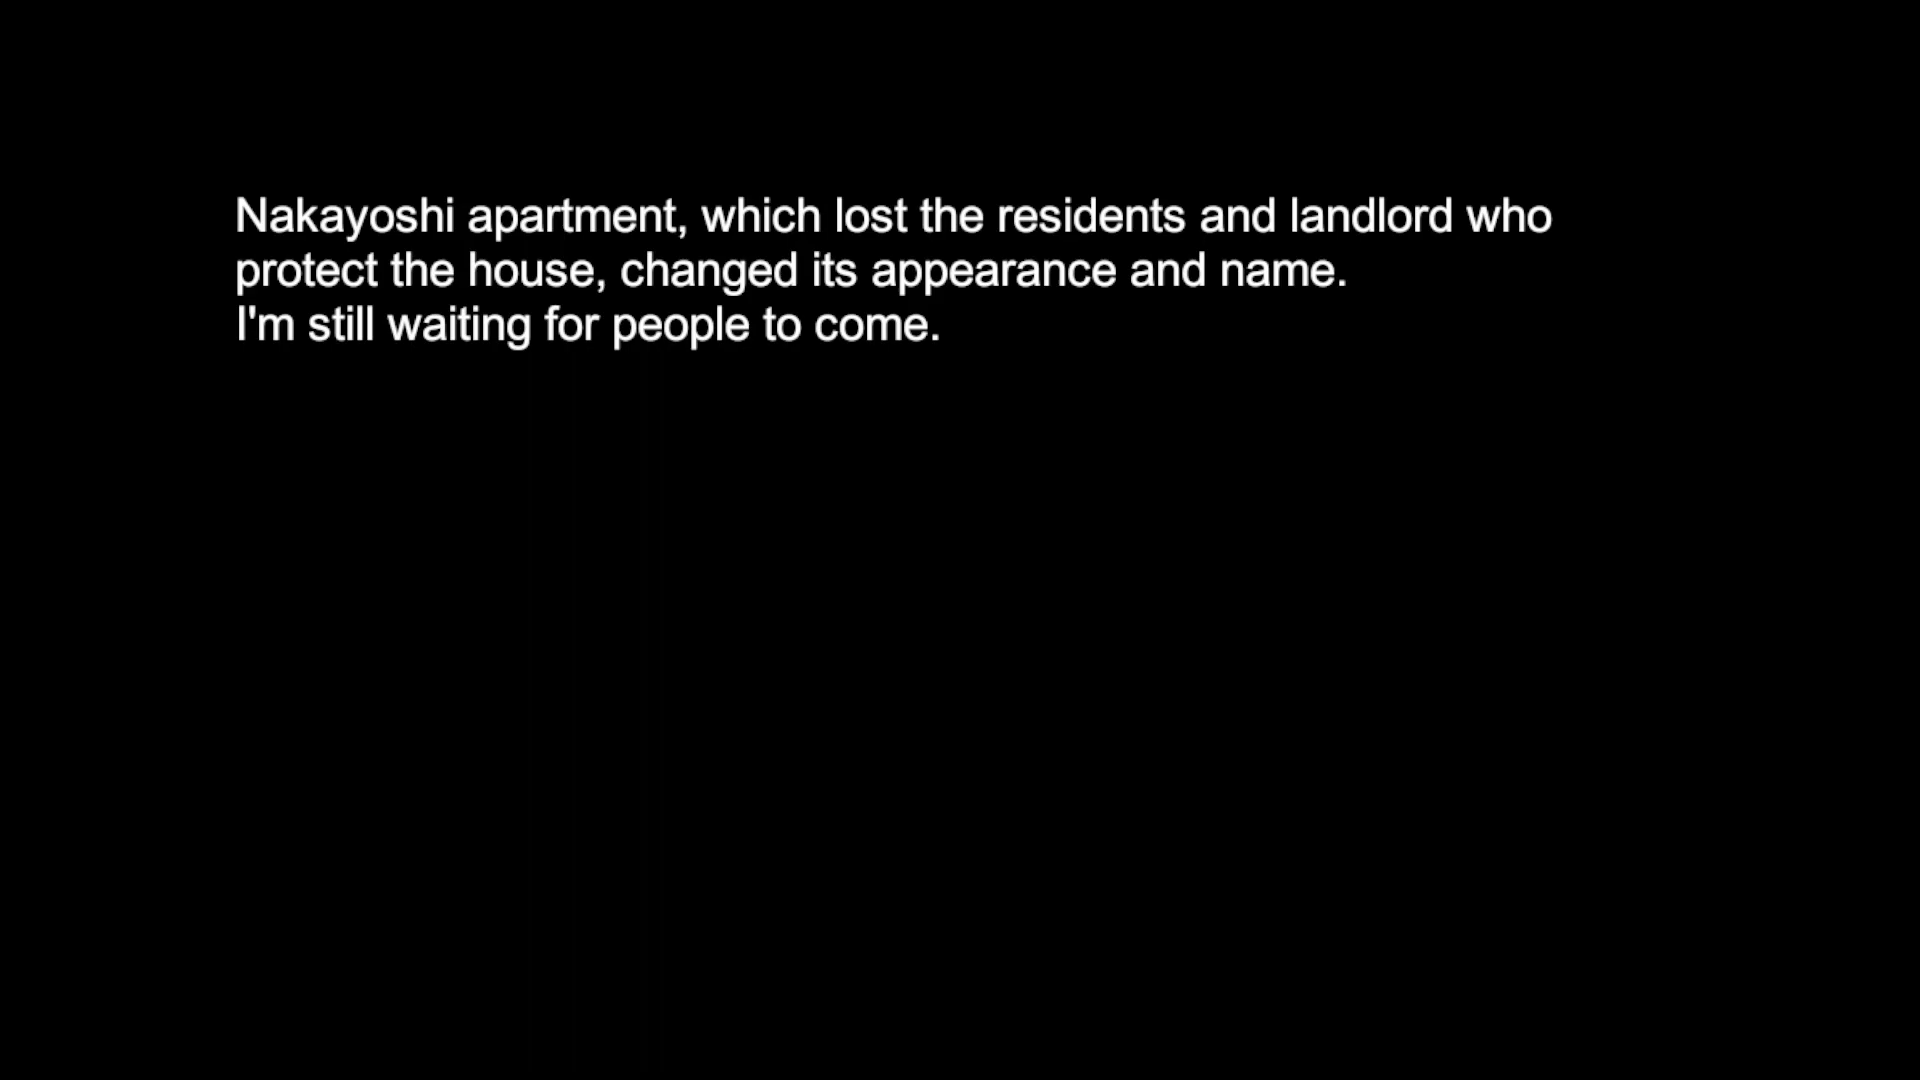 Nakayoshi apartment, which lost the residents and landlord who
protect the house, changed its appearance and name.
I'm still waiting for people to come.